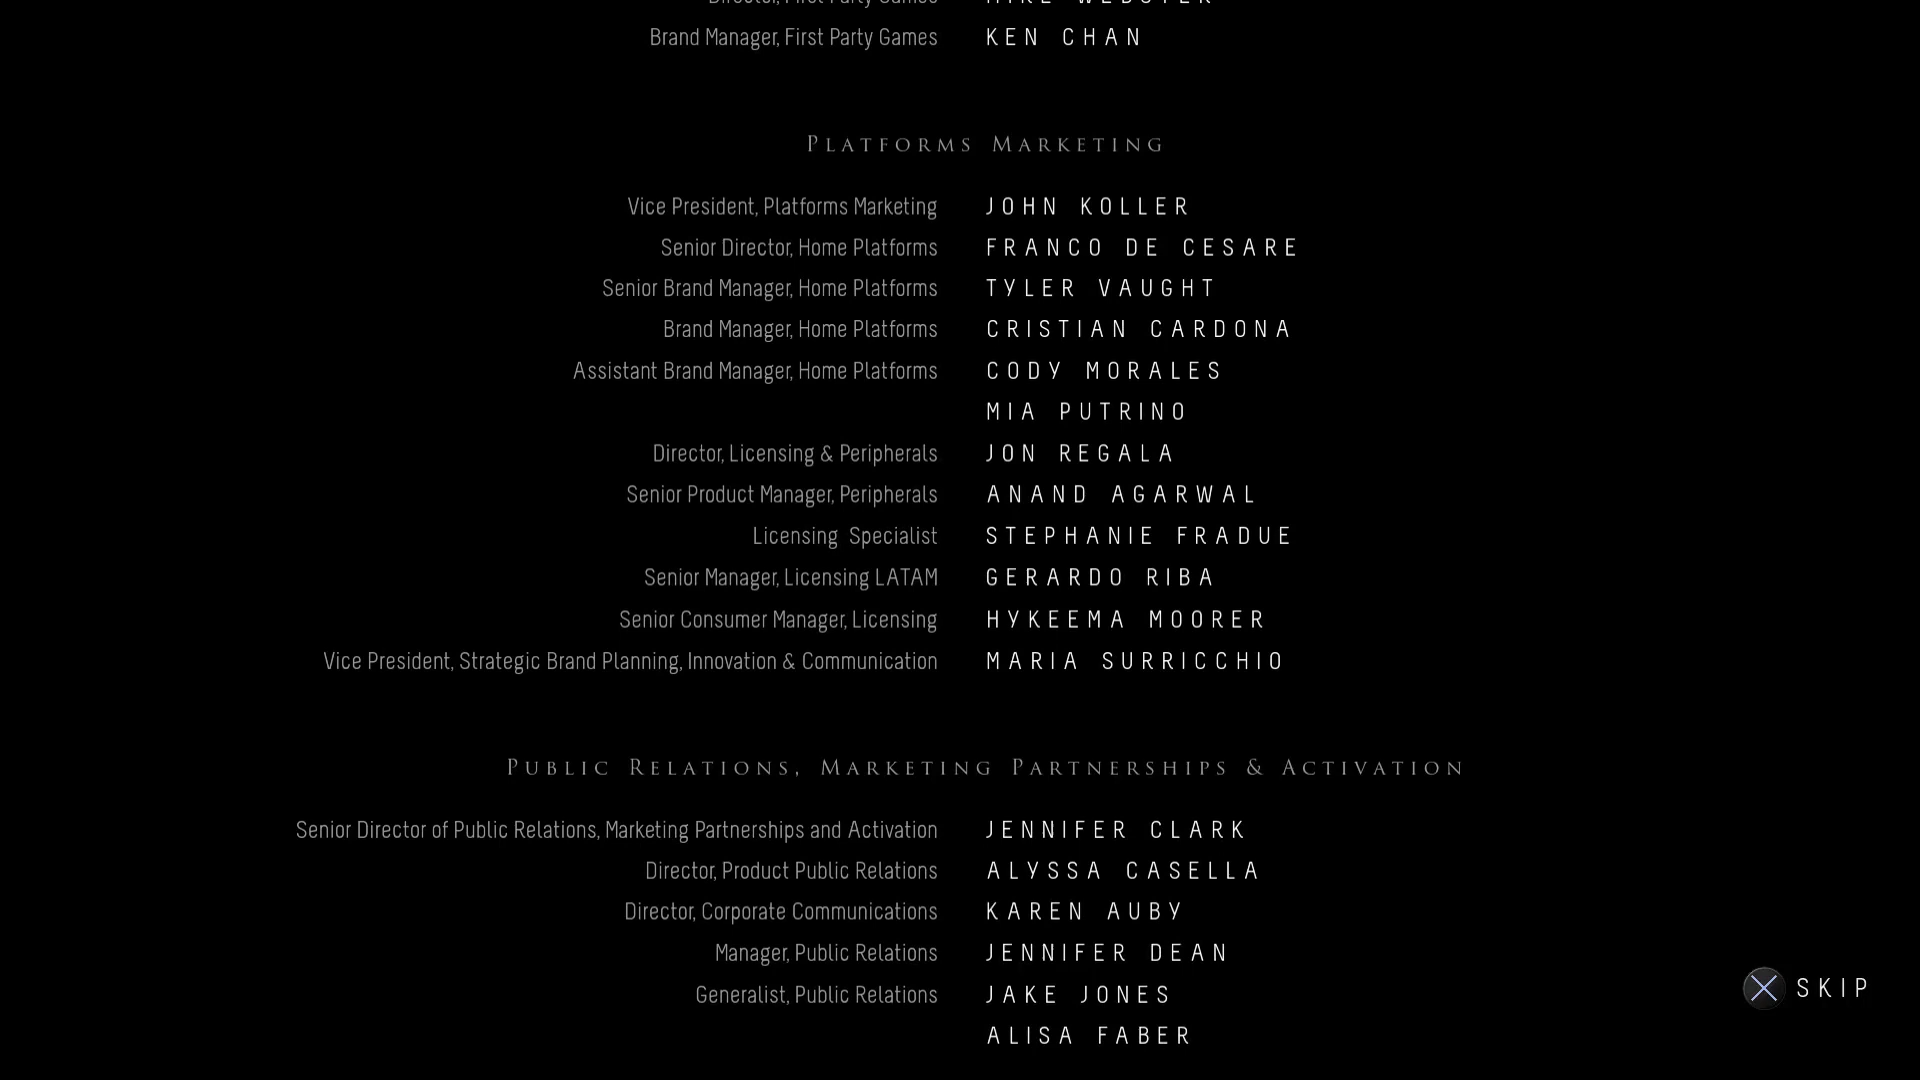 Director, First Party Games MIKE WEBSTER
Brand Manager, First Party Games KEN CHAN
PLATFORMS MARKETING
Vice President, Platforms Marketing JOHN KOLLER
Senior Director, Home Platforms FRANCO DE CESARE
Senior Brand Manager, Home Platforms TYLER VAUGHT
Brand Manager, Home Platforms CRISTIAN CARDONA
Assistant Brand Manager, Home Platforms CODY MORALES
MIA PUTRINO
Director, Licensing & Peripherals JON REGALA
Senior Product Manager, Peripherals ANAND AGARWAL
Licensing Specialist STEPHANIE FRADUE
Senior Manager, Licensing LATAM GERARDO RIBA
Senior Consumer Manager, Licensing HYKEEMA MOORER
Vice President, Strategic Brand Planning, Innovation & Communication MARIA SURRICCHIO
PUBLIC RELATIONS, MARKETING PARTNERSHIPS & ACTIVATION
Senior Director of Public Relations, Marketing Partnerships and Activation JENNIFER CLARK
Director, Product Public Relations ALYSSA CASELLA
Director, Corporate Communications KAREN AUBY
Manager, Public Relations JENNIFER DEAN
Generalist, Public Relations JAKE JONES
ALISA FABER
SKIP